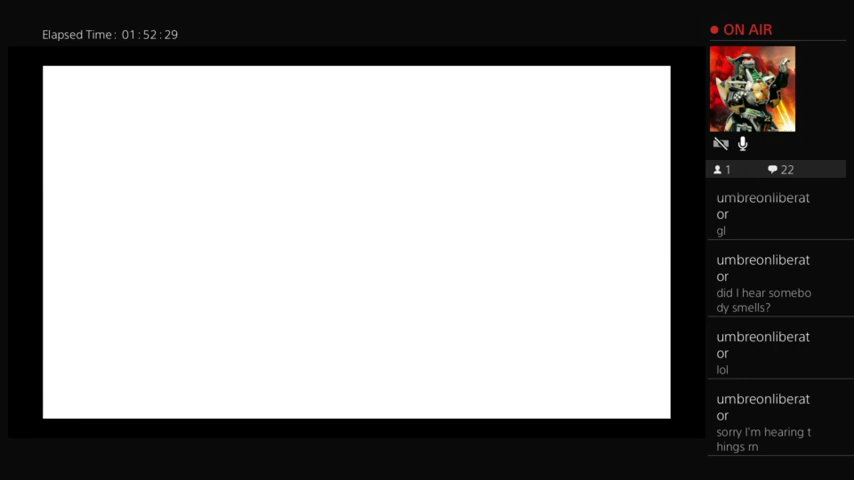 Elapsed Time: 01:52:29
ON AIR
1 22
umbreonliberat
or
gl
umbreonliberat
or
did I hear somebo
dy smells?
umbreonliberat
or
lol
umbreonliberat
or
sorry I'm hearing t
hings rn